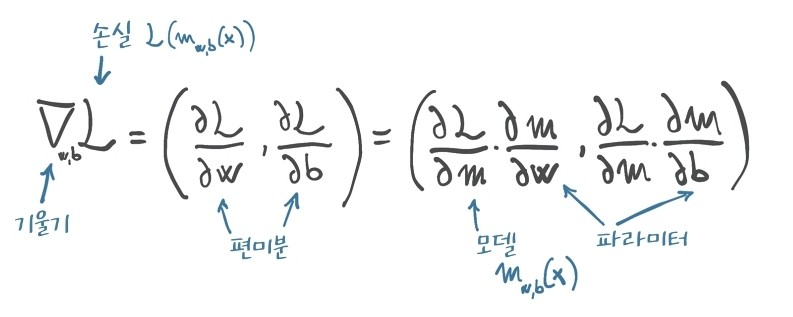 손실 L(m_w,b(x))
∇_w,b L = (∂L/∂w, ∂L/∂b) = (∂L/∂m · ∂m/∂w, ∂L/∂m · ∂m/∂b)
기울기 편미분 모델 파라미터
m_w,b(x)